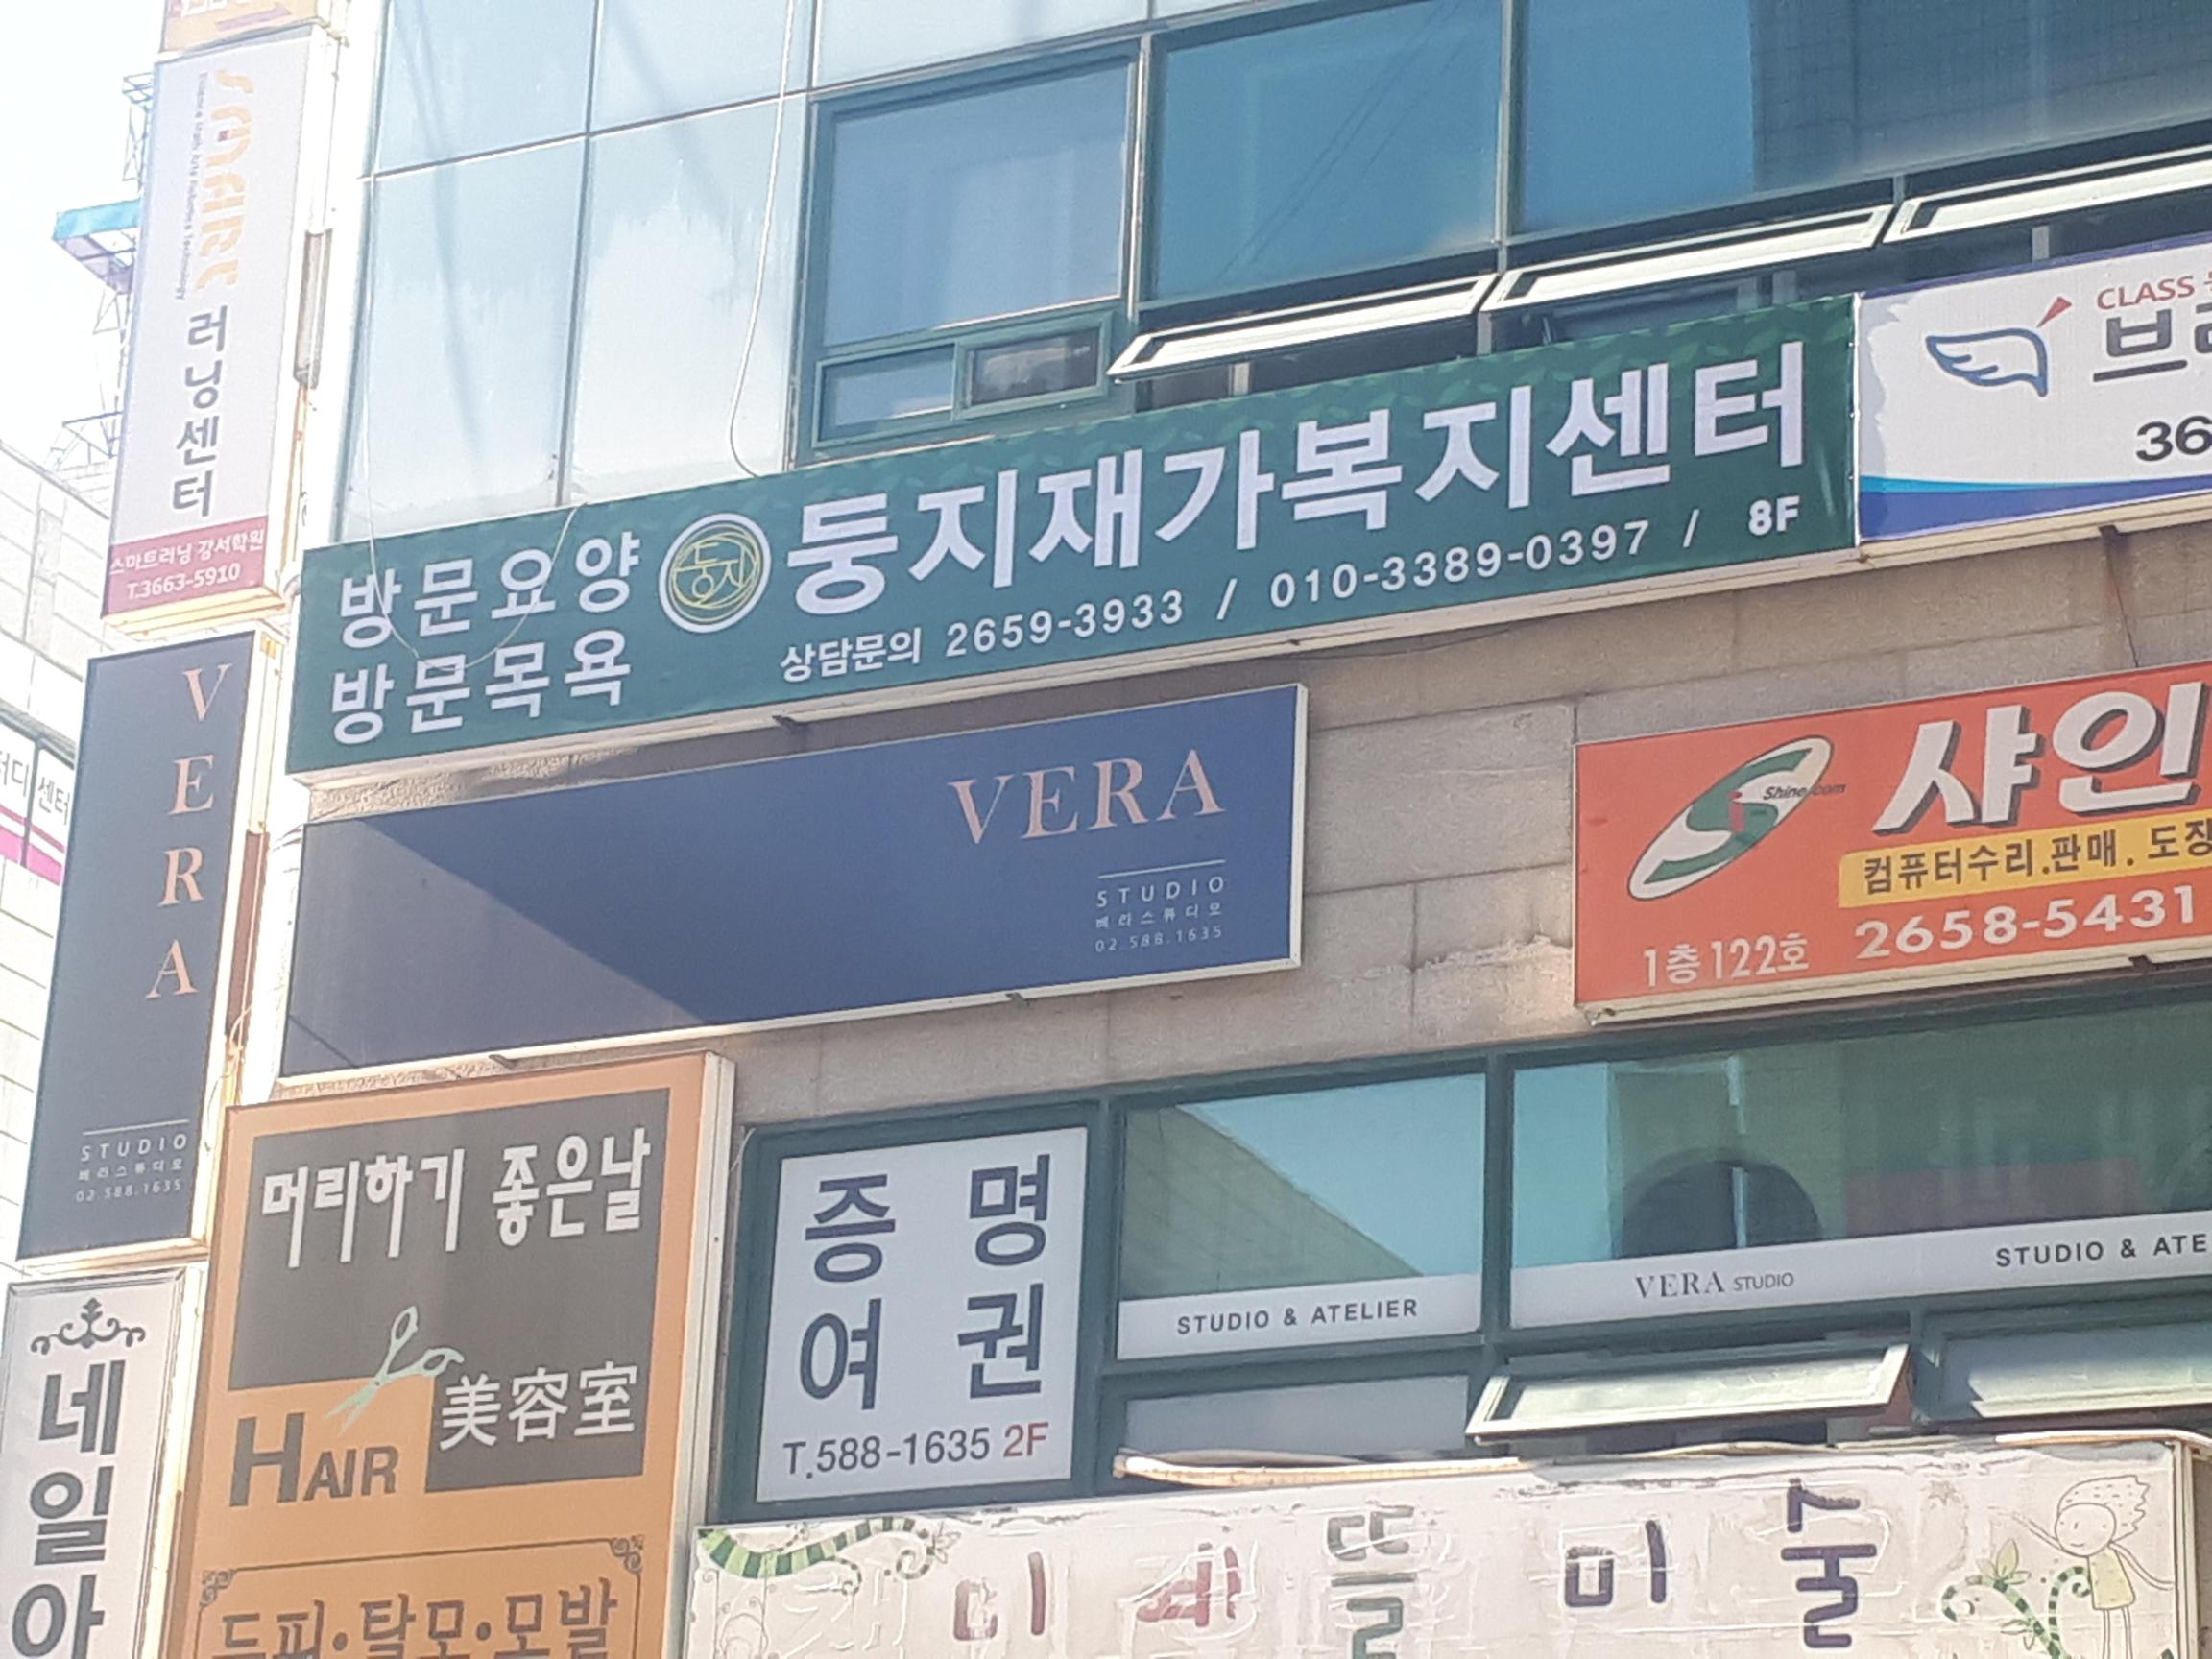 smart
러닝센터
스마트러닝 강서학원
T.3663-5910
방문요양
방문목욕
둥지
둥지재가복지센터
상담문의 2659-3933 / 010-3389-0397 / 8F
CLASS
36
VERA
STUDIO
베라스튜디오
02.588.1635
VERA
STUDIO
베라스튜디오
02.588.1635
Shine.com
샤인
컴퓨터수리.판매.도장
1층 122호 2658-5431
센터
머리하기 좋은날
美容室
HAIR
두피·탈모·모발
증명
여권
T.588-1635 2F
STUDIO & ATELIER
VERA STUDIO
STUDIO & ATE
네일아
미술